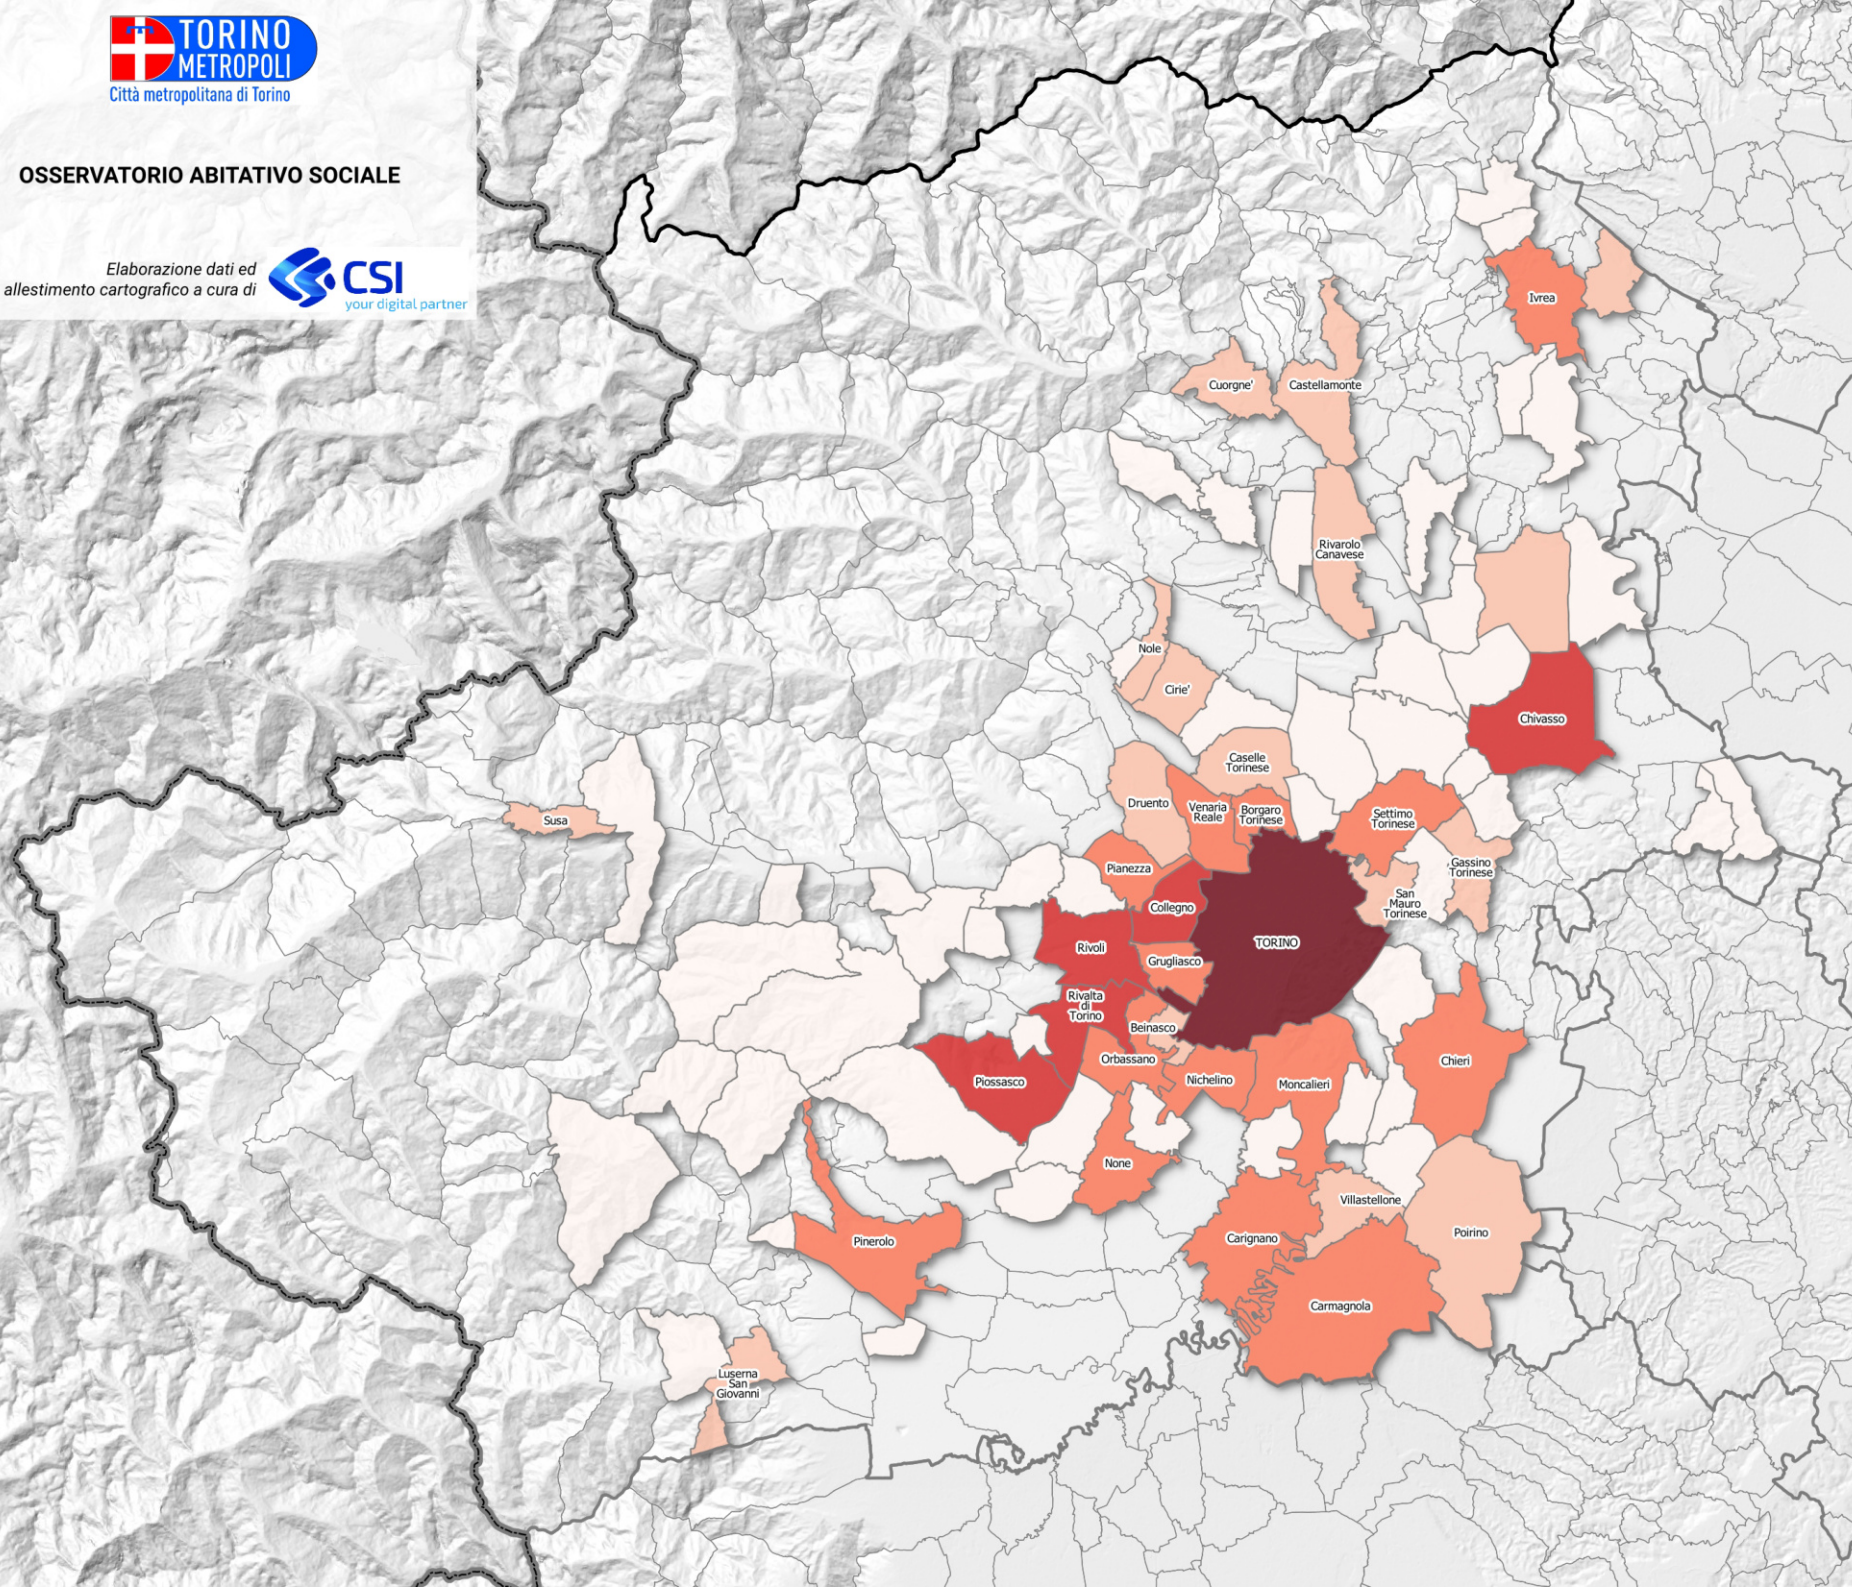 TORINO
METROPOLI
Città metropolitana di Torino
OSSERVATORIO ABITATIVO SOCIALE
Elaborazione dati ed
allestimento cartografico a cura di
CSI
your digital partner
Ivrea
Cuorgne'
Castellamonte
Rivarolo
Canavese
Nole
Cirie'
Chivasso
Caselle
Torinese
Druento
Venaria
Reale
Borgaro
Torinese
Settimo
Torinese
Susa
Pianezza
Gassino
Torinese
San
Mauro
Torinese
Collegno
TORINO
Rivoli
Grugliasco
Rivalta
di
Torino
Beinasco
Orbassano
Chieri
Piossasco
Nichelino
Moncalieri
None
Villastellone
Pinerolo
Carignano
Poirino
Carmagnola
Luserna
San
Giovanni